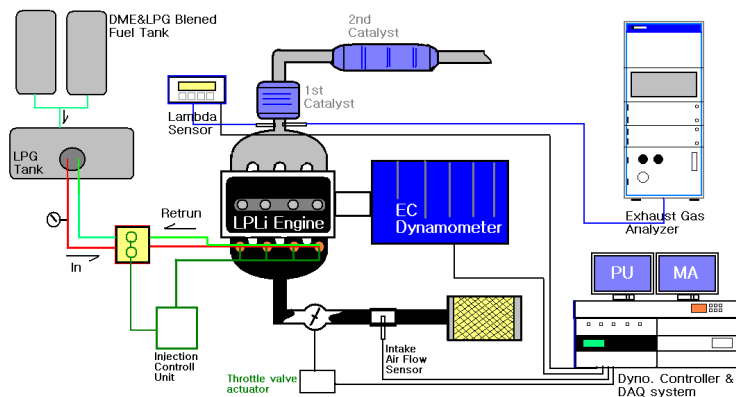 DME&LPG Blened
Fuel Tank
2nd
Catalyst
1st
Catalyst
Lambda
Sensor
LPG
Tank
Retrun
In
LPLi Engine
EC
Dynamometer
Exhaust Gas
Analyzer
PU
MA
Injection
Controll
Unit
Intake
Air Flow
Sensor
Throttle valve
actuator
Dyno. Controller &
DAQ system